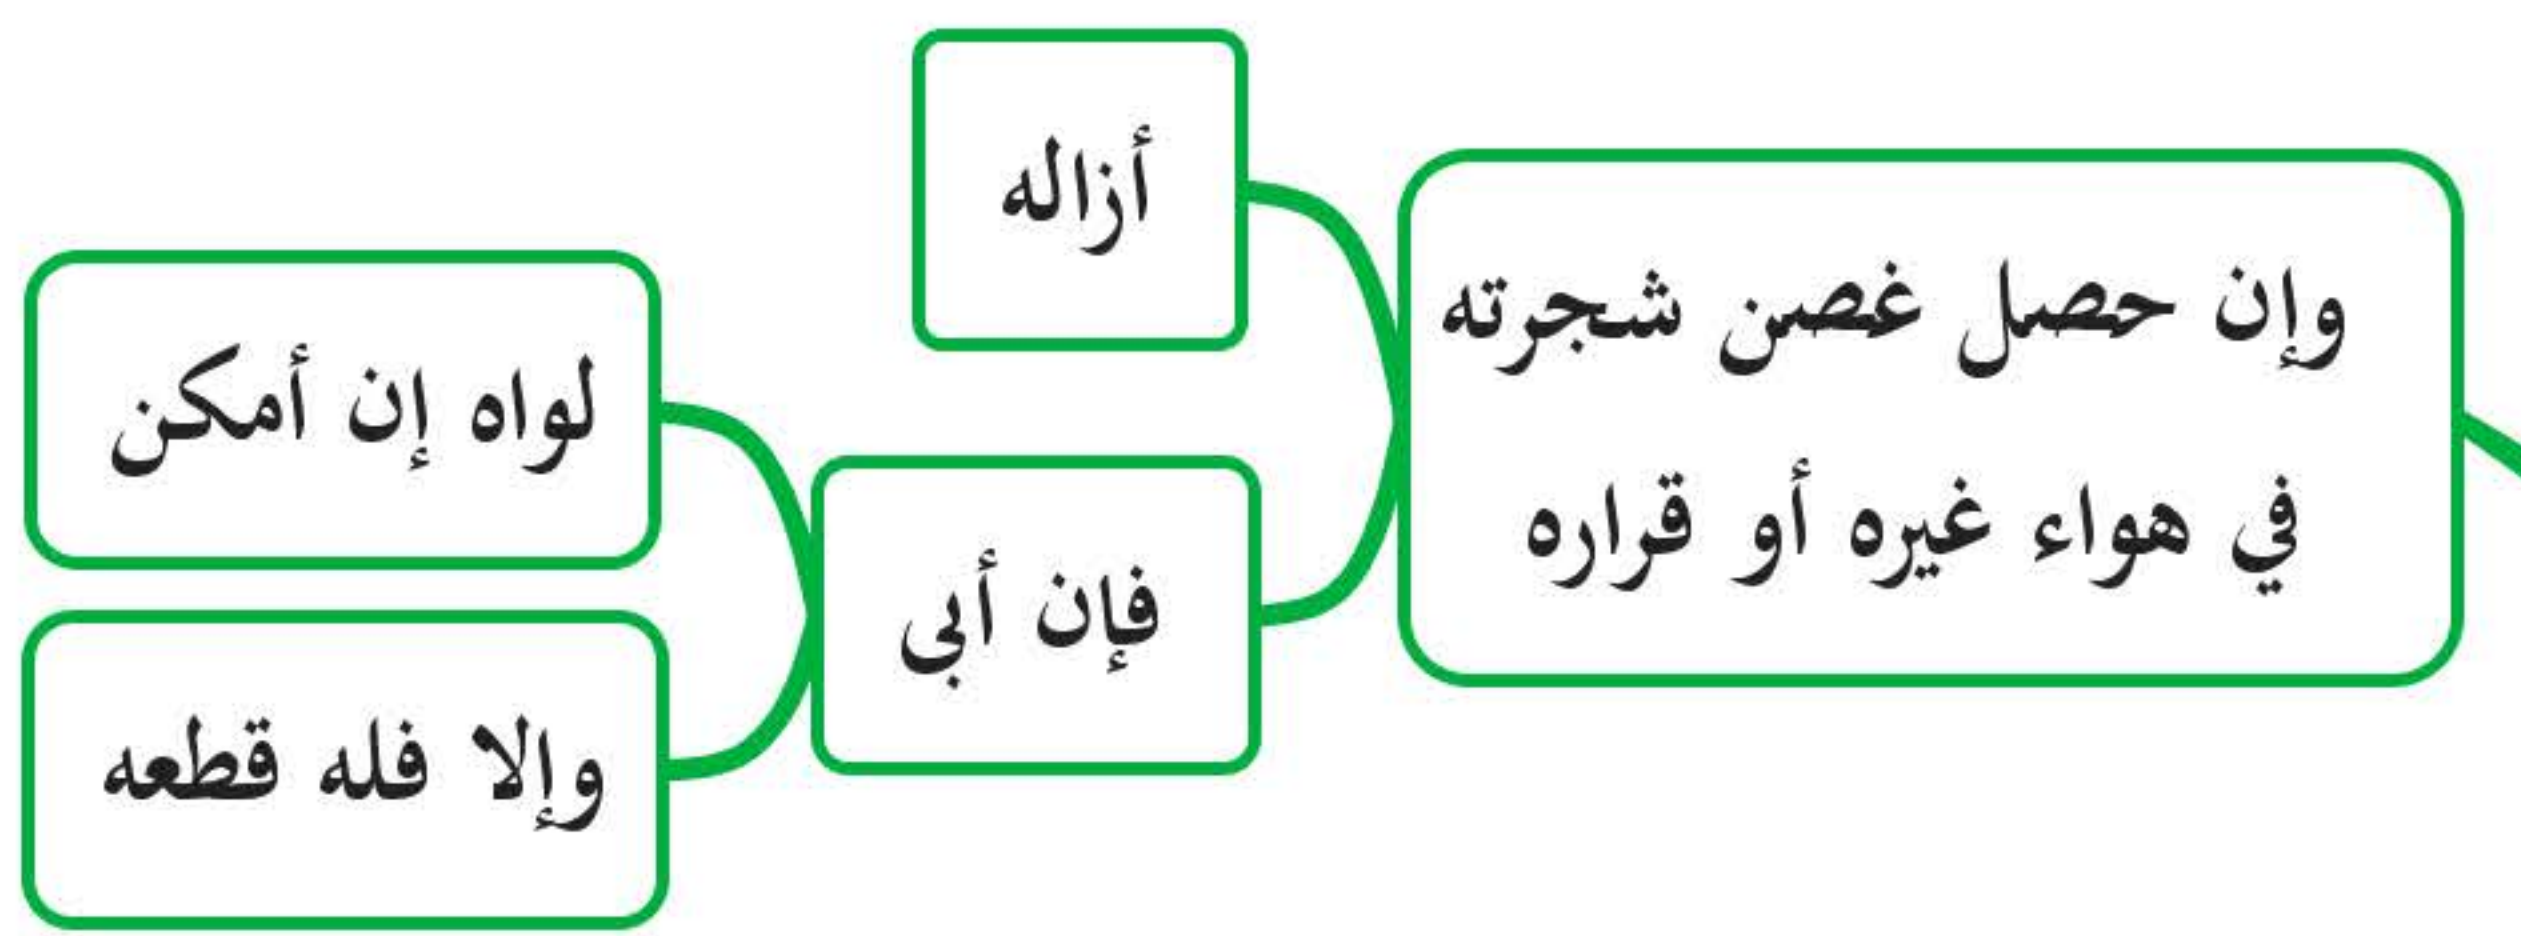 وإن حصل غصن شجرته
في هواء غيره أو قراره
أزاله
فإن أبى
لواه إن أمكن
وإلا فله قطعه